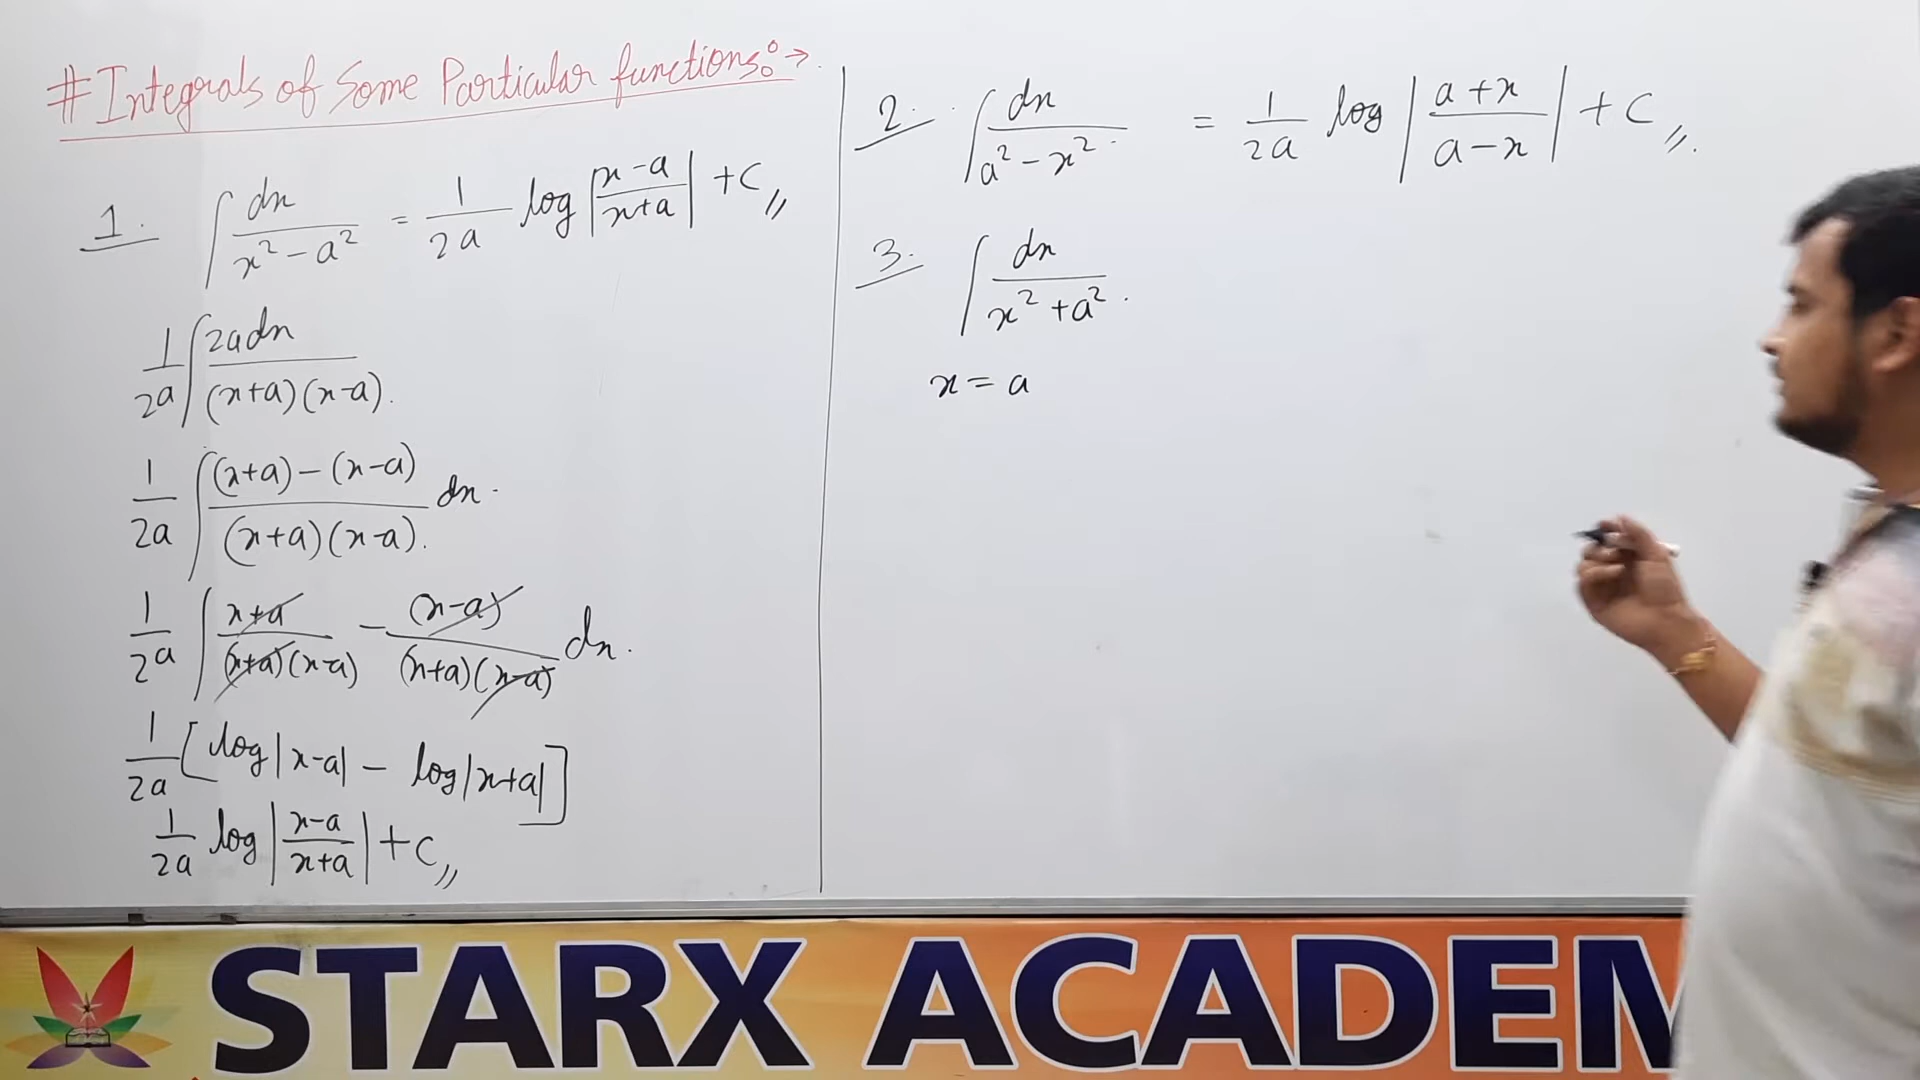 # Integrals of Some Particular functions:→
1. ∫ dx / (x² - a²) = 1/2a log |(x-a)/(x+a)| + C //
1/2a ∫ 2a dx / (x+a)(x-a).
1/2a ∫ ((x+a) - (x-a)) / (x+a)(x-a). dx.
1/2a ∫ x+a / (x+a)(x-a) - (x-a) / (x+a)(x-a) dx.
1/2a [log|x-a| - log|x+a|]
1/2a log |(x-a)/(x+a)| + C //
2. ∫ dx / (a² - x²) = 1/2a log |(a+x)/(a-x)| + C //.
3. ∫ dx / (x² + a²).
x = a
STARX ACADEM